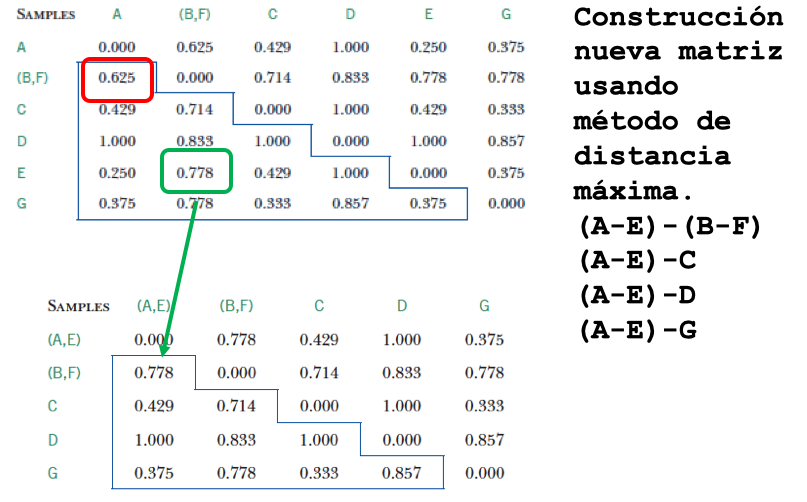 SAMPLES A (B,F) C D E G
A 0.000 0.625 0.429 1.000 0.250 0.375
(B,F) 0.625 0.000 0.714 0.833 0.778 0.778
C 0.429 0.714 0.000 1.000 0.429 0.333
D 1.000 0.833 1.000 0.000 1.000 0.857
E 0.250 0.778 0.429 1.000 0.000 0.375
G 0.375 0.778 0.333 0.857 0.375 0.000
Construcción
nueva matriz
usando
método de
distancia
máxima.
(A-E)-(B-F)
(A-E)-C
(A-E)-D
(A-E)-G
SAMPLES (A,E) (B,F) C D G
(A,E) 0.000 0.778 0.429 1.000 0.375
(B,F) 0.778 0.000 0.714 0.833 0.778
C 0.429 0.714 0.000 1.000 0.333
D 1.000 0.833 1.000 0.000 0.857
G 0.375 0.778 0.333 0.857 0.000